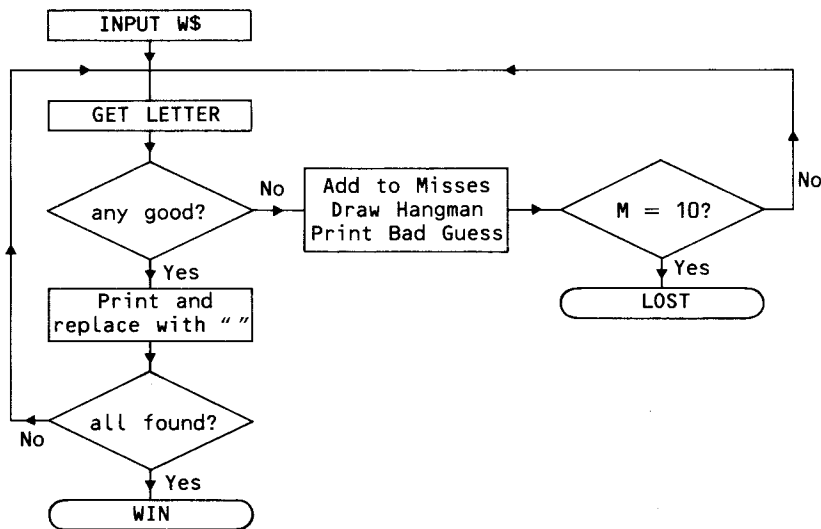 INPUT W$
GET LETTER
any good?
No
Add to Misses
Draw Hangman
Print Bad Guess
M = 10?
No
Yes
LOST
Yes
Print and
replace with “ ”
all found?
No
Yes
WIN